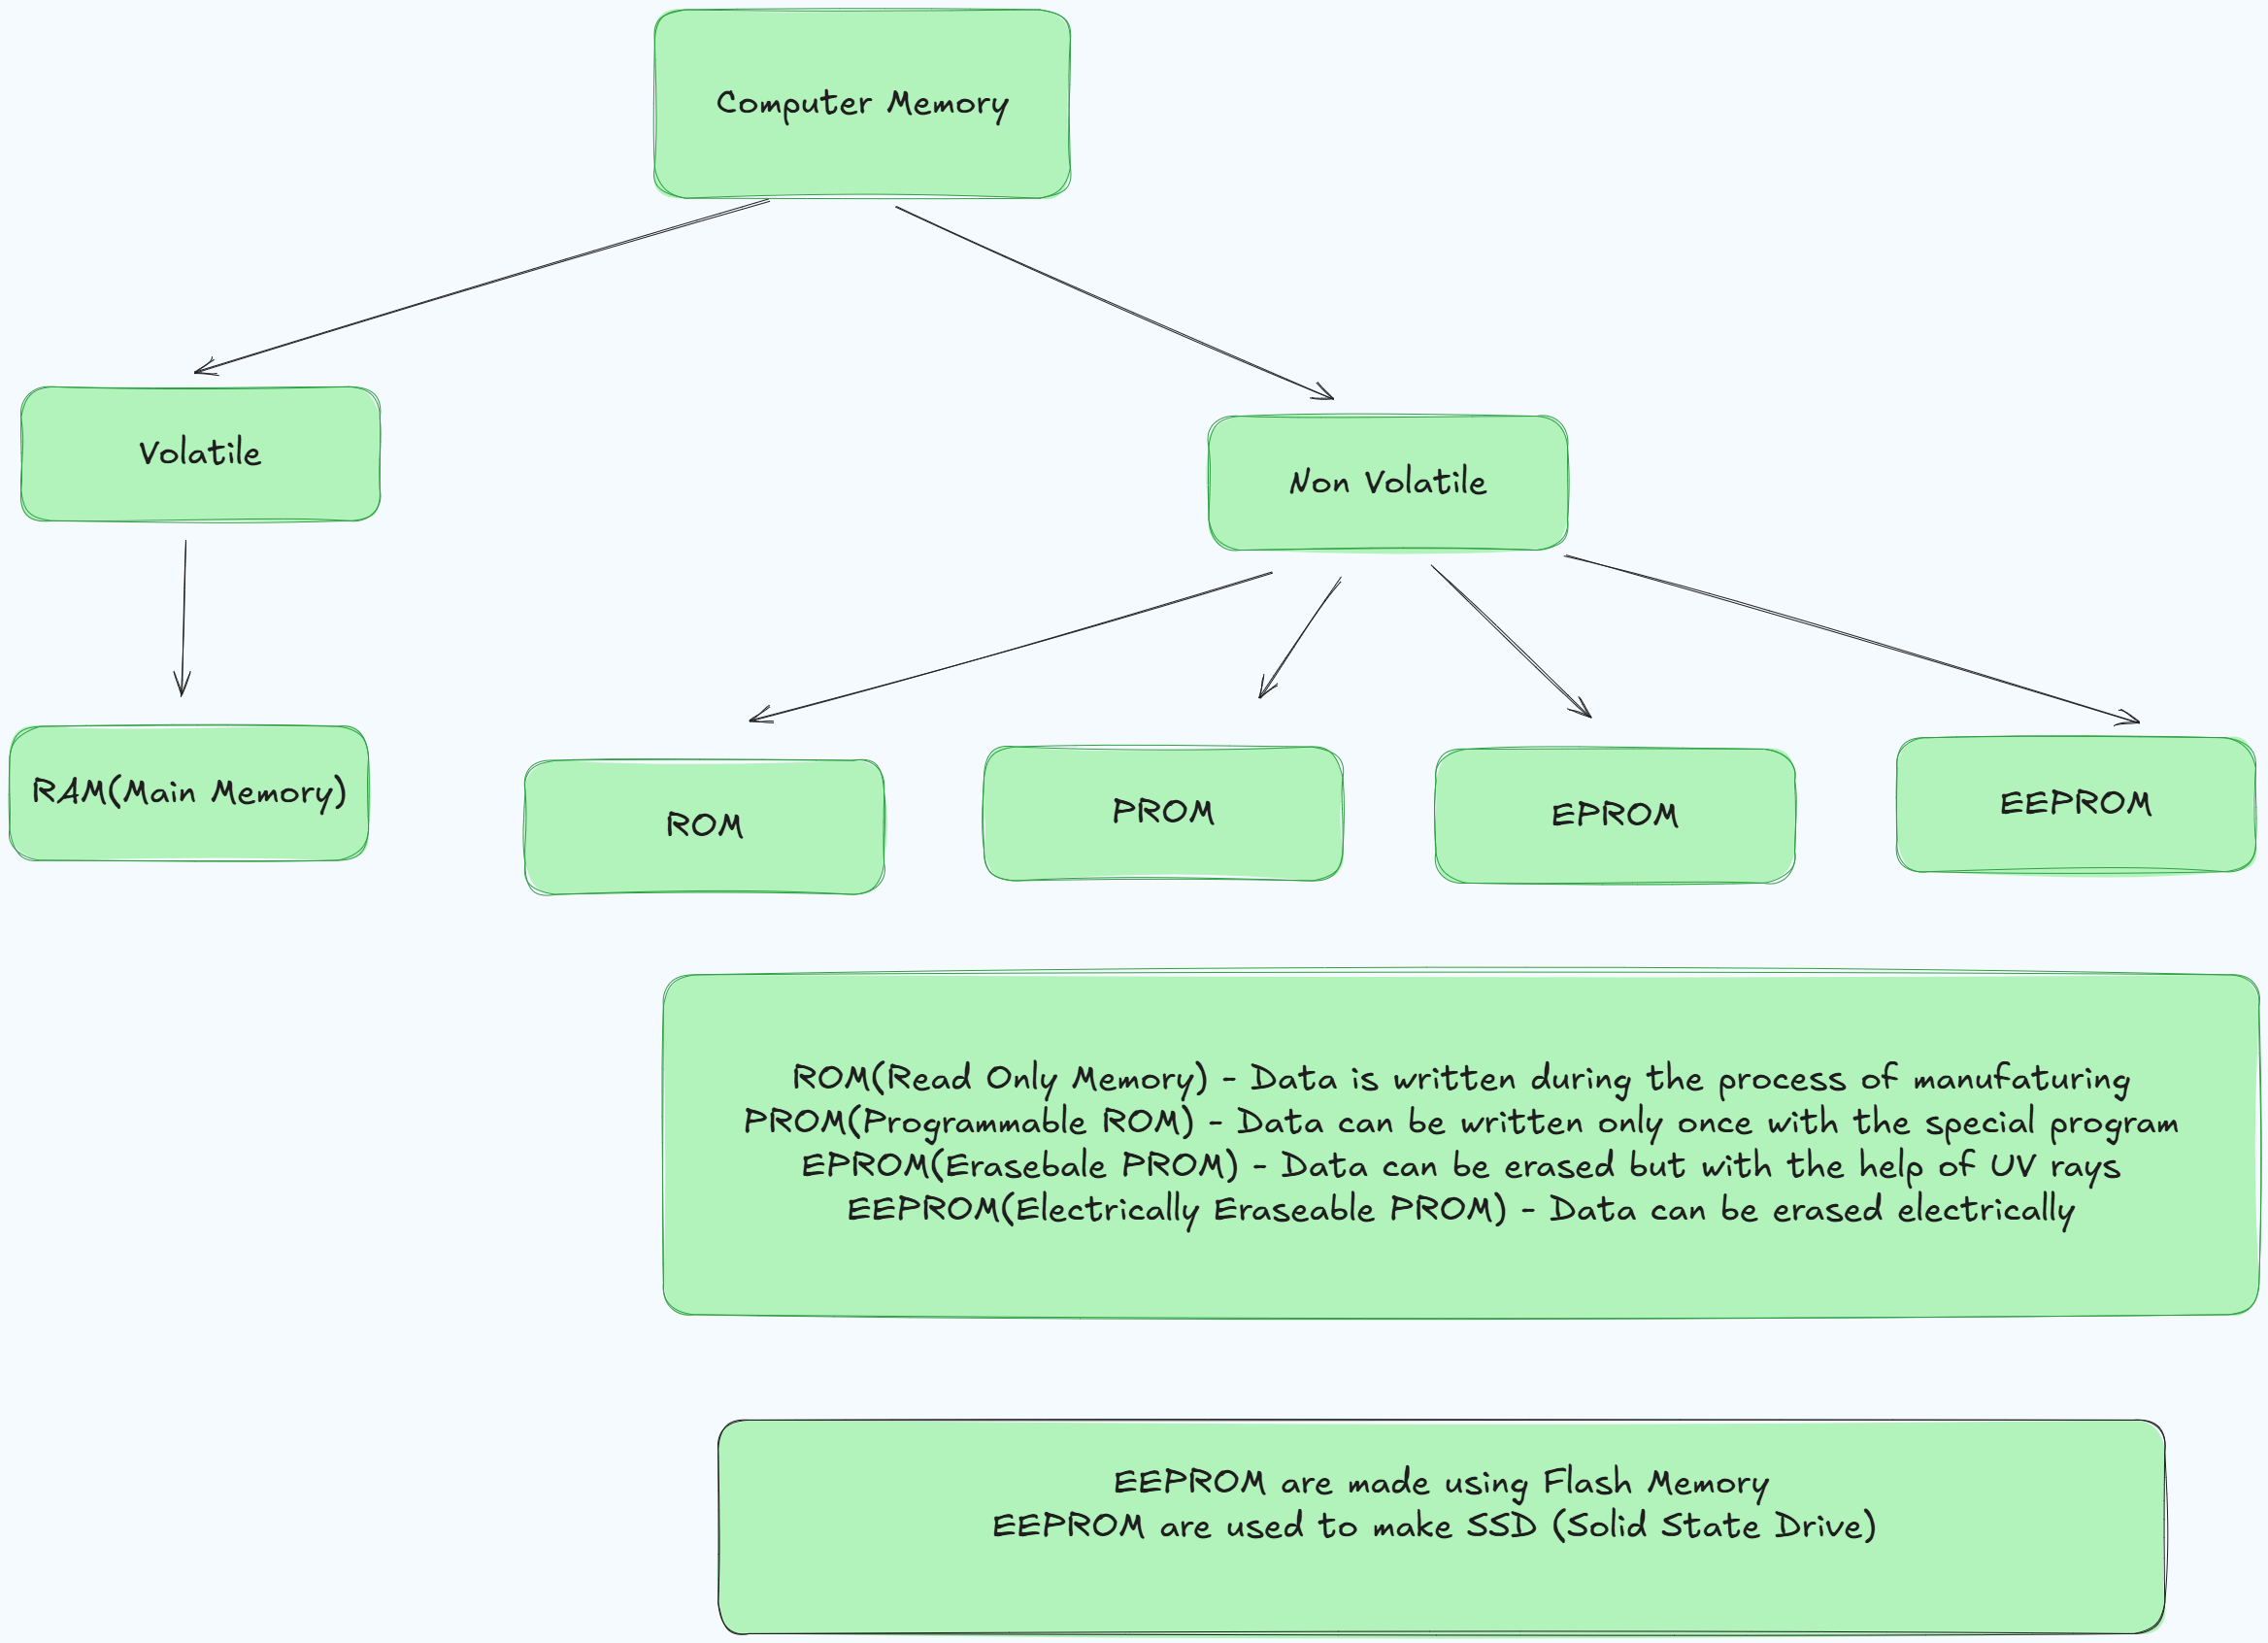 Computer Memory
Volatile
Non Volatile
RAM(Main Memory)
ROM
PROM
EPROM
EEPROM
ROM(Read Only Memory) - Data is written during the process of manufaturing
PROM(Programmable ROM) - Data can be written only once with the special program
EPROM(Erasebale PROM) - Data can be erased but with the help of UV rays
EEPROM(Electrically Eraseable PROM) - Data can be erased electrically
EEPROM are made using Flash Memory
EEPROM are used to make SSD (Solid State Drive)